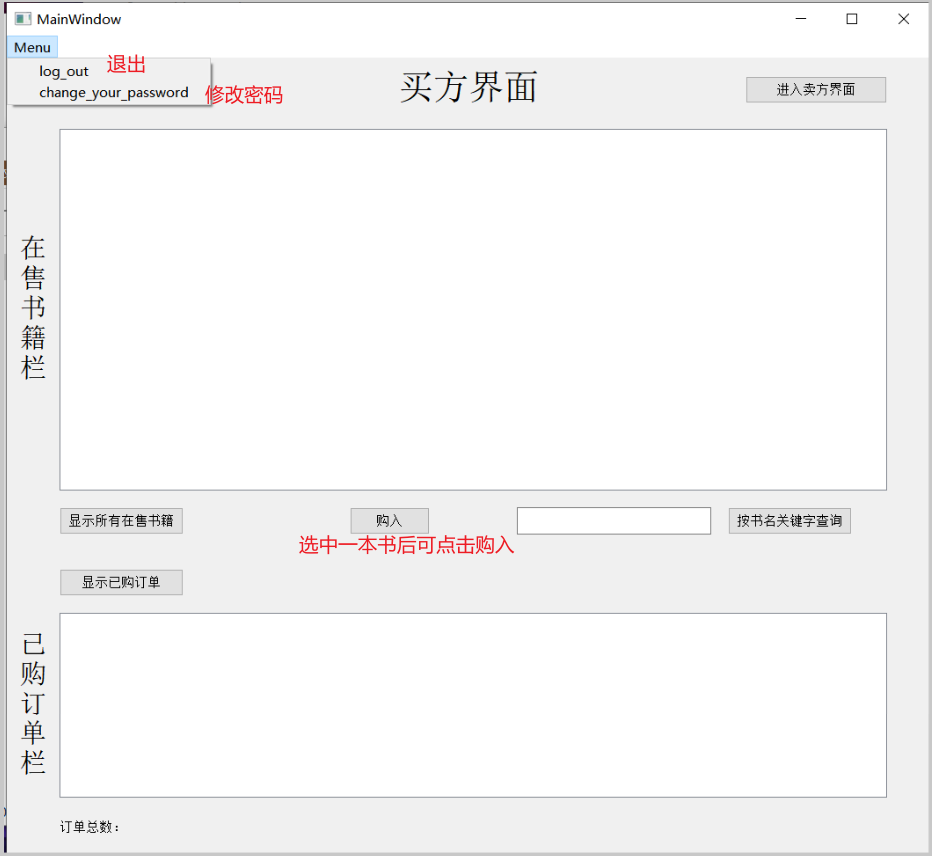 MainWindow
Menu
log_out
退出
change_your_password
修改密码
买方界面
进入卖方界面
在售书籍栏
显示所有在售书籍
购入
按书名关键字查询
选中一本书后可点击购入
显示已购订单
已购订单栏
订单总数：